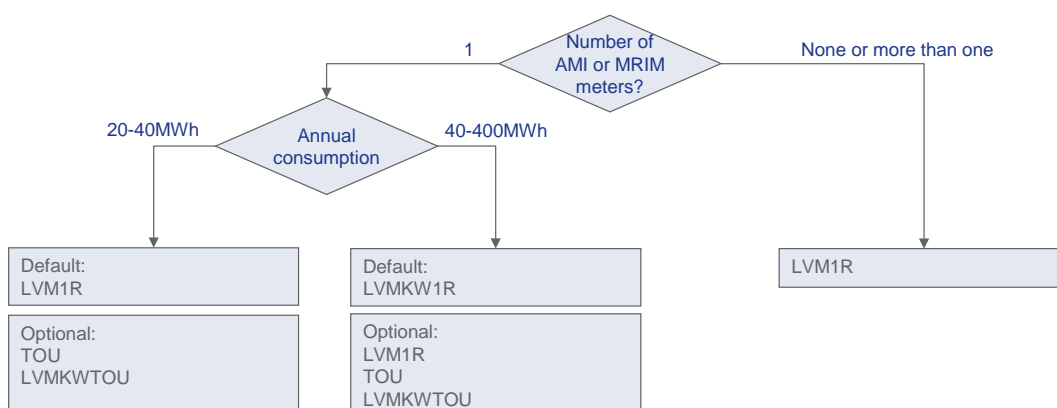 Number of
AMI or MRIM
meters?
1
None or more than one
Annual
consumption
20-40MWh
40-400MWh
Default:
LVM1R
Optional:
TOU
LVMKWTOU
Default:
LVMKW1R
Optional:
LVM1R
TOU
LVMKWTOU
LVM1R